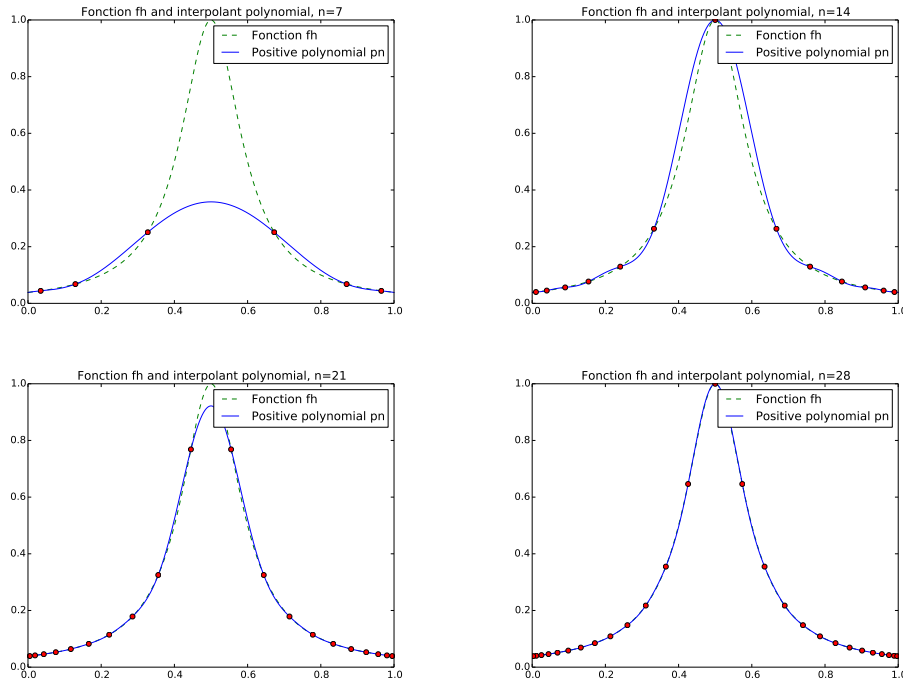 Fonction fh and interpolant polynomial, n=7
Fonction fh
Positive polynomial pn
1.0
0.8
0.6
0.4
0.2
0.0
0.0 0.2 0.4 0.6 0.8 1.0
Fonction fh and interpolant polynomial, n=14
Fonction fh
Positive polynomial pn
1.0
0.8
0.6
0.4
0.2
0.0
0.0 0.2 0.4 0.6 0.8 1.0
Fonction fh and interpolant polynomial, n=21
Fonction fh
Positive polynomial pn
1.0
0.8
0.6
0.4
0.2
0.0
0.0 0.2 0.4 0.6 0.8 1.0
Fonction fh and interpolant polynomial, n=28
Fonction fh
Positive polynomial pn
1.0
0.8
0.6
0.4
0.2
0.0
0.0 0.2 0.4 0.6 0.8 1.0